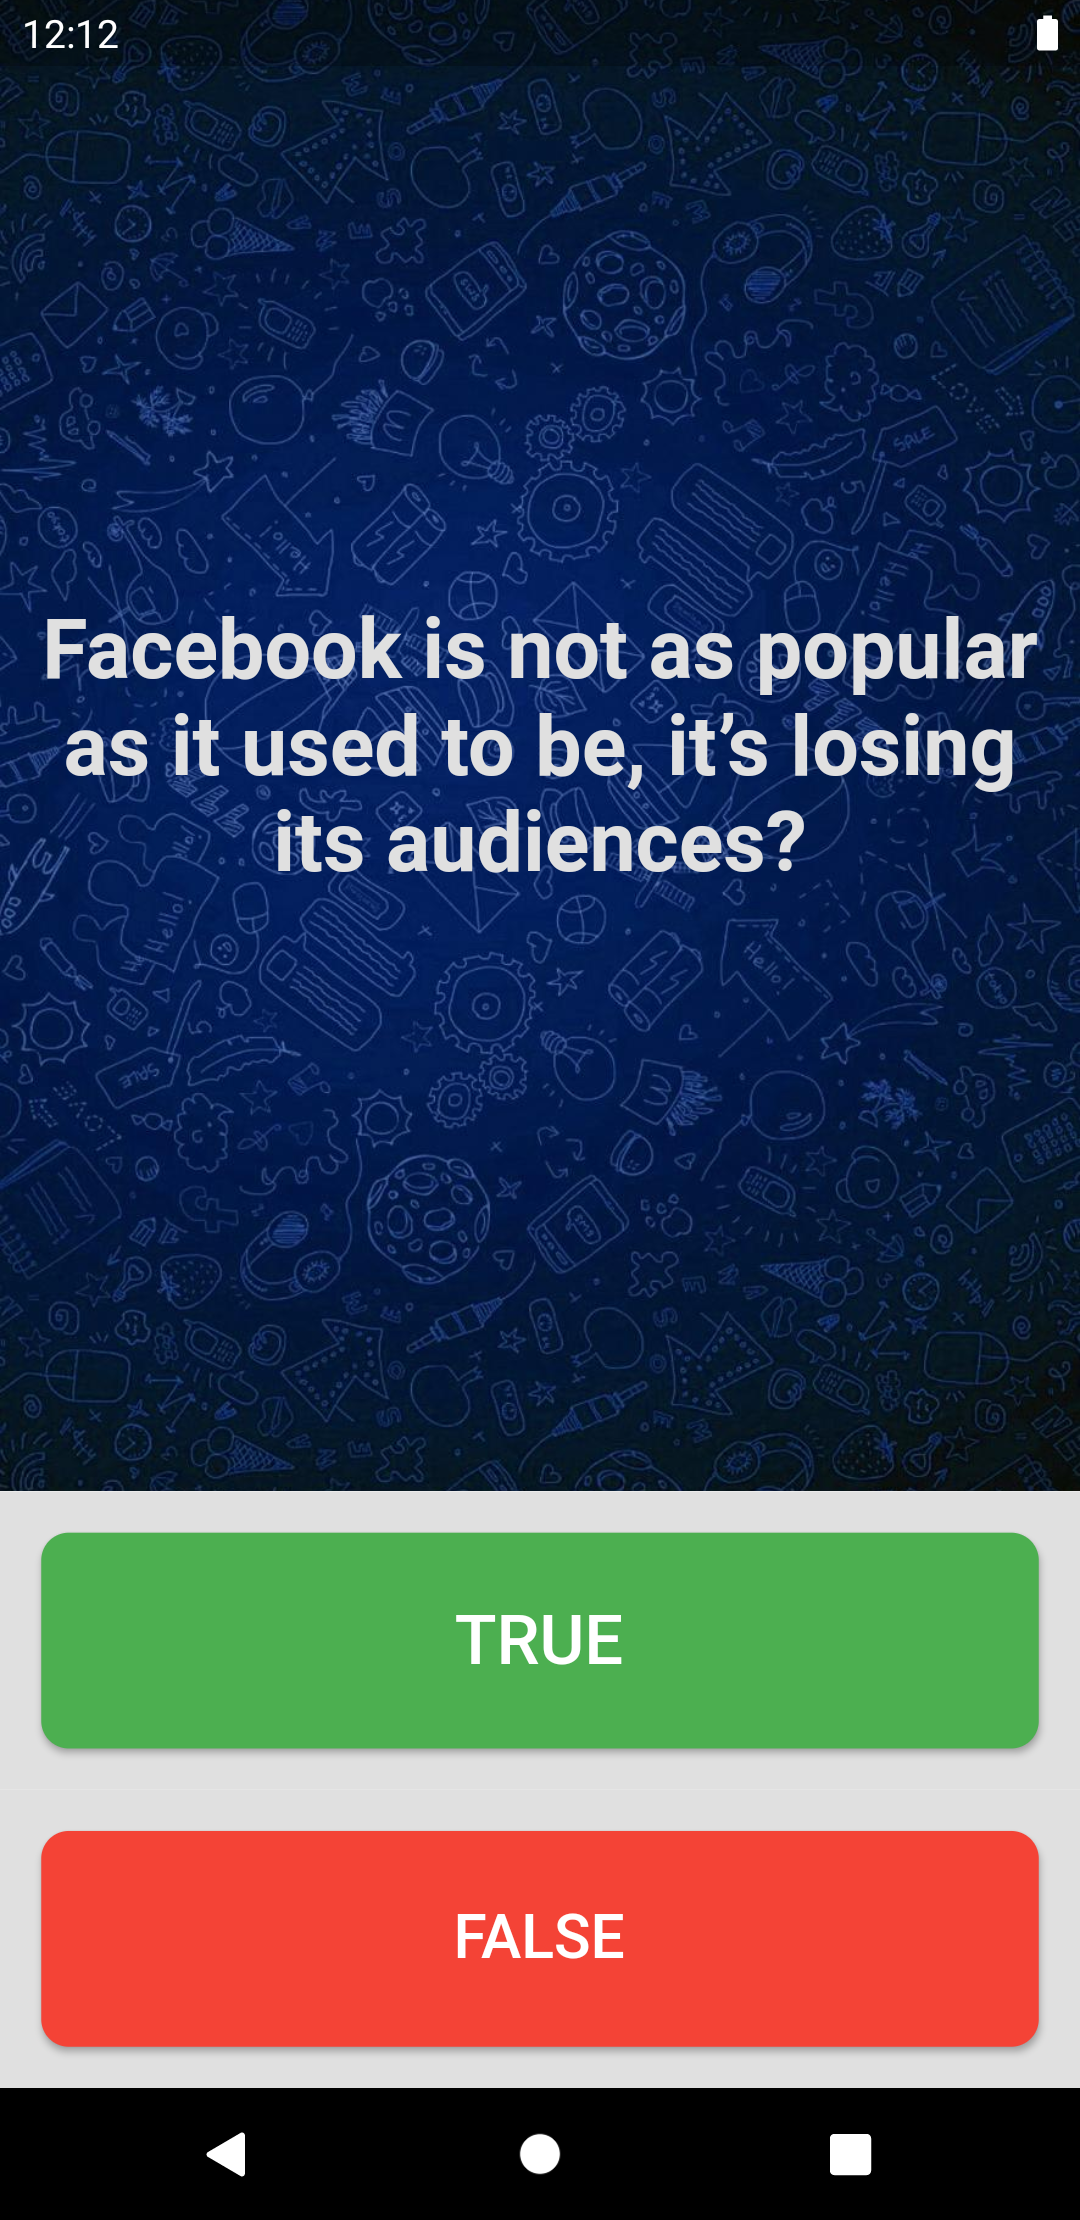 12:12
Facebook is not as popular
as it used to be, it’s losing
its audiences?
TRUE
FALSE